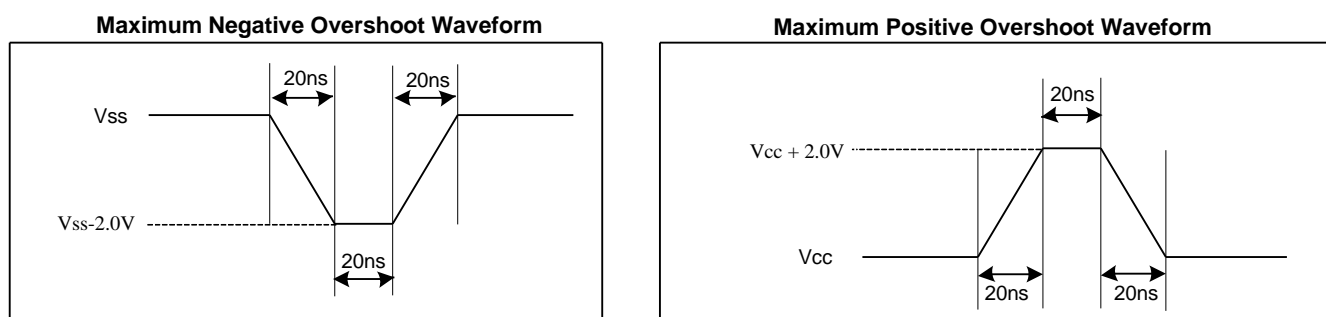 Maximum Negative Overshoot Waveform
20ns
20ns
Vss
Vss-2.0V
20ns
Maximum Positive Overshoot Waveform
20ns
Vcc + 2.0V
Vcc
20ns
20ns